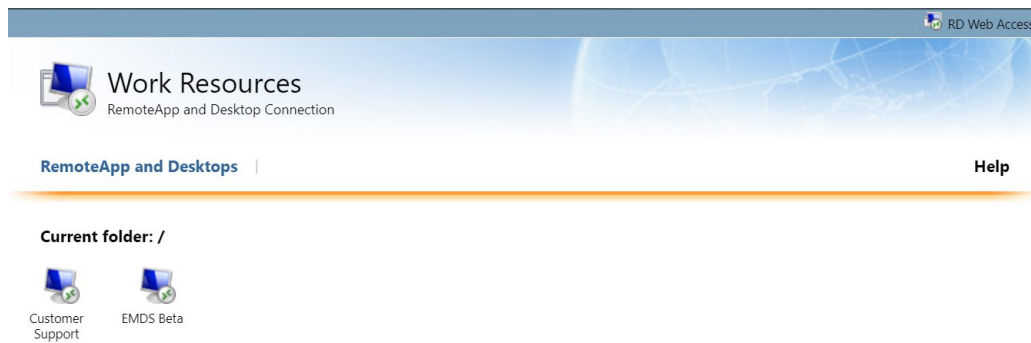 RD Web Access
Work Resources
RemoteApp and Desktop Connection
RemoteApp and Desktops | Help
Current folder: /
Customer Support
EMDS Beta